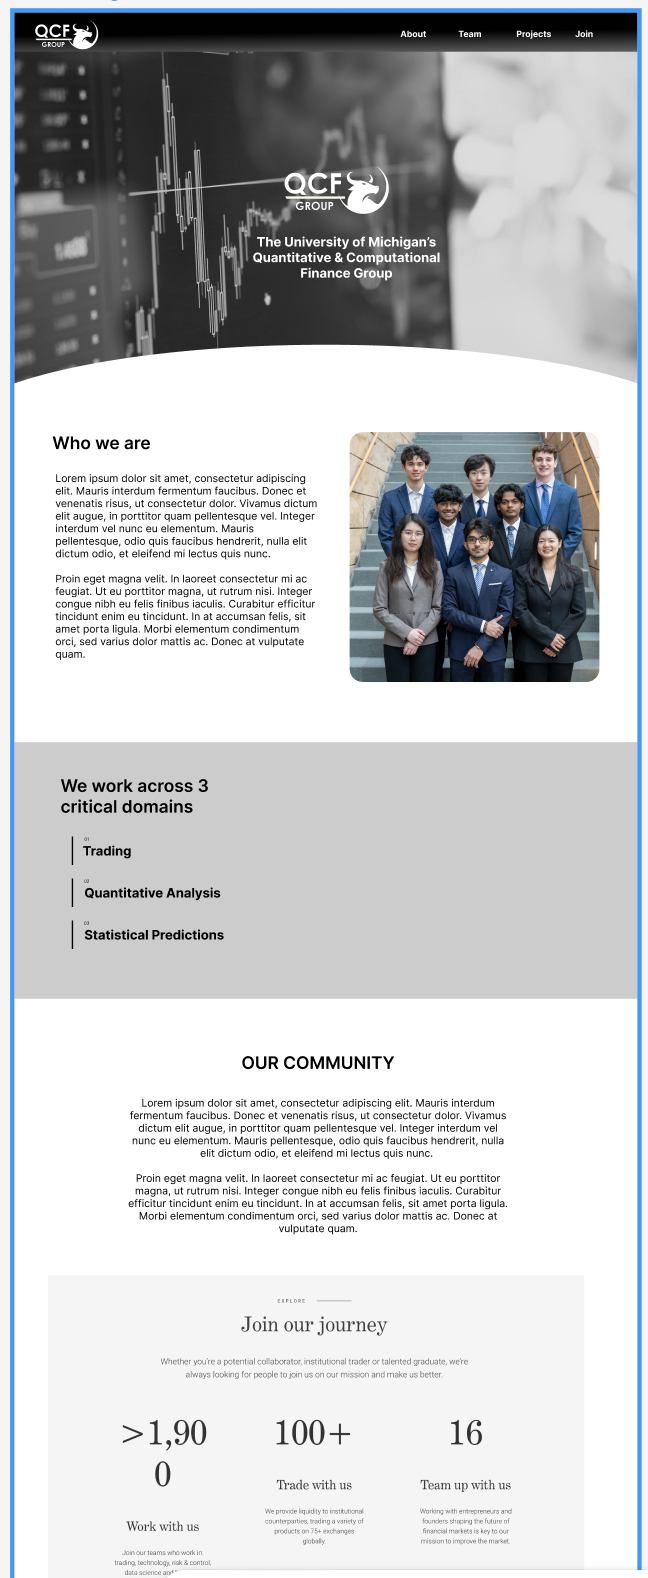 QCF
GROUP
About Team Projects Join
QCF
GROUP
The University of Michigan's
Quantitative & Computational
Finance Group
Who we are
Lorem ipsum dolor sit amet, consectetur adipiscing
elit. Mauris interdum fermentum faucibus. Donec et
venenatis risus, ut consectetur dolor. Vivamus dictum
elit augue, in porttitor quam pellentesque vel. Integer
interdum vel nunc eu elementum. Mauris
pellentesque, odio quis faucibus hendrerit, nulla elit
dictum odio, et eleifend mi lectus quis nunc.
Proin eget magna velit. In laoreet consectetur mi ac
feugiat. Ut eu porttitor magna, ut rutrum nisi. Integer
congue nibh eu felis finibus iaculis. Curabitur efficitur
tincidunt enim eu tincidunt. In at accumsan felis, sit
amet porta ligula. Morbi elementum condimentum
orci, sed varius dolor mattis ac. Donec at vulputate
quam.
We work across 3
critical domains
01
Trading
02
Quantitative Analysis
03
Statistical Predictions
OUR COMMUNITY
Lorem ipsum dolor sit amet, consectetur adipiscing elit. Mauris interdum
fermentum faucibus. Donec et venenatis risus, ut consectetur dolor. Vivamus
dictum elit augue, in porttitor quam pellentesque vel. Integer interdum vel
nunc eu elementum. Mauris pellentesque, odio quis faucibus hendrerit, nulla
elit dictum odio, et eleifend mi lectus quis nunc.
Proin eget magna velit. In laoreet consectetur mi ac feugiat. Ut eu porttitor
magna, ut rutrum nisi. Integer congue nibh eu felis finibus iaculis. Curabitur
efficitur tincidunt enim eu tincidunt. In at accumsan felis, sit amet porta ligula.
Morbi elementum condimentum orci, sed varius dolor mattis ac. Donec at
vulputate quam.
EXPLORE
Join our journey
Whether you're a potential collaborator, institutional trader or talented graduate, we're
always looking for people to join us on our mission and make us better.
>1,90
0
Work with us
Join our teams who work in
trading, technology, risk & control,
data science and
100+
Trade with us
We provide liquidity to institutional
counterparties, trading a variety of
products on 75+ exchanges
globally.
16
Team up with us
Working with entrepreneurs and
founders shaping the future of
financial markets is key to our
mission to improve the market.